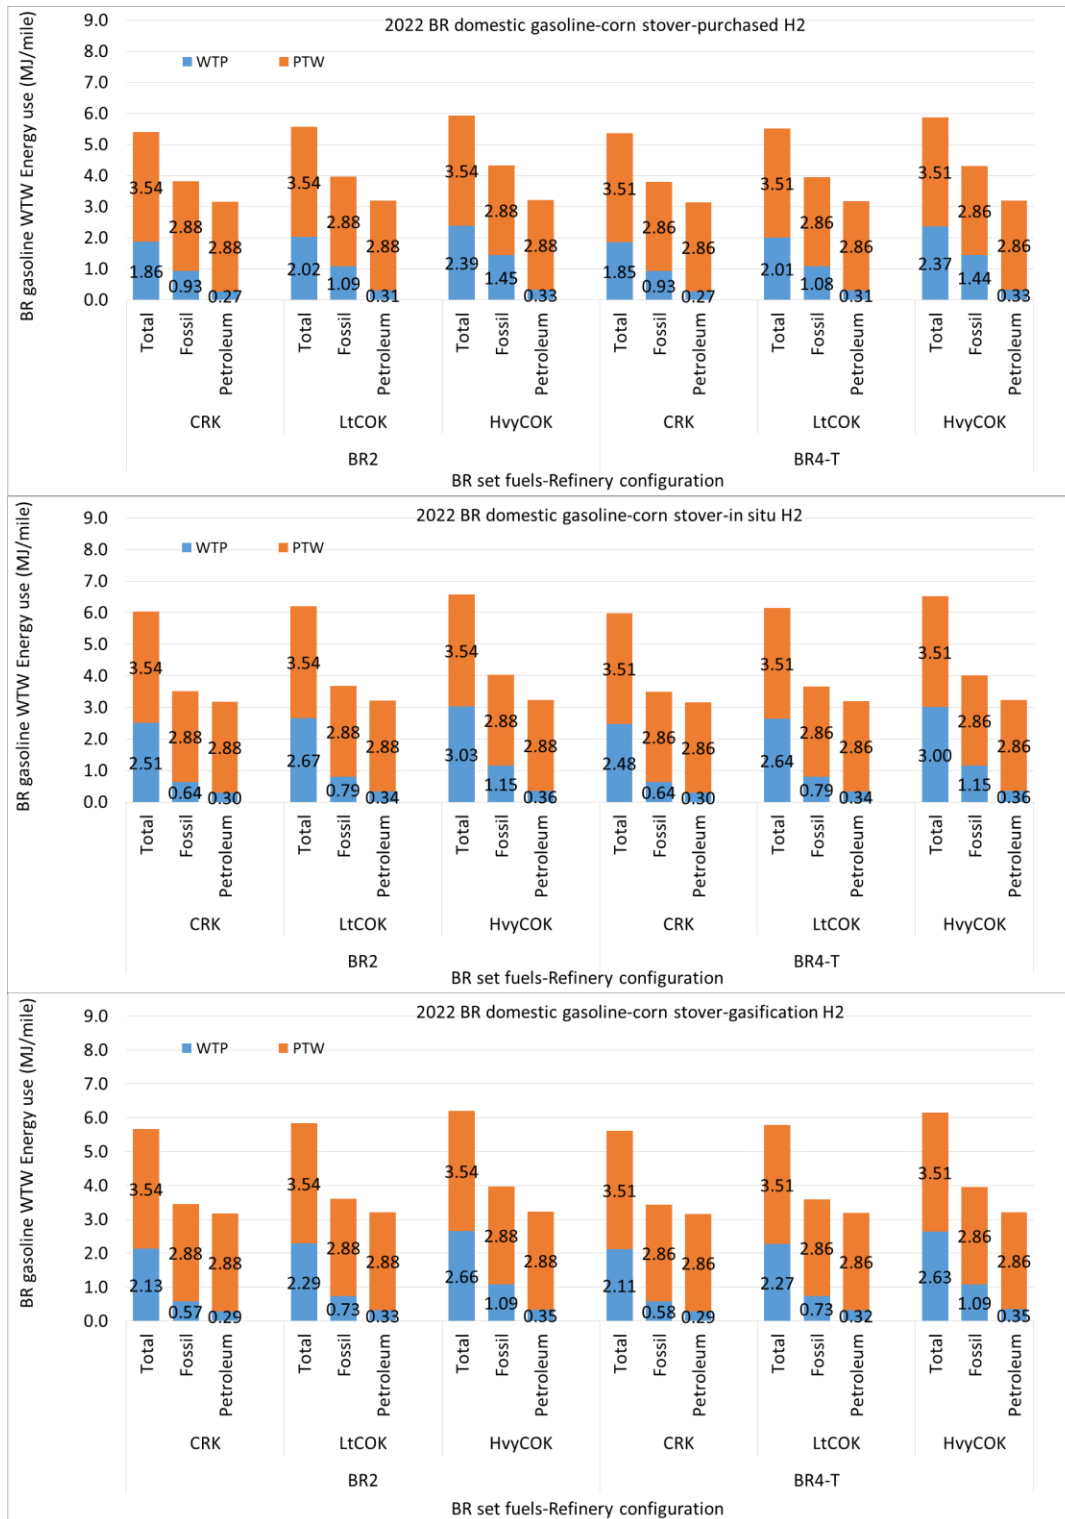 2022 BR domestic gasoline-corn stover-purchased H2
BR gasoline WTW Energy use (MJ/mile)
WTP PTW
9.0
8.0
7.0
6.0
5.0
4.0
3.0
2.0
1.0
0.0
3.54 2.88 2.88 3.54 2.88 2.88 3.54 2.88 2.88 3.51 2.86 2.86 3.51 2.86 2.86 3.51 2.86 2.86
1.86 0.93 0.27 2.02 1.09 0.31 2.39 1.45 0.33 1.85 0.93 0.27 2.01 1.08 0.31 2.37 1.44 0.33
Total Fossil Petroleum Total Fossil Petroleum Total Fossil Petroleum Total Fossil Petroleum Total Fossil Petroleum Total Fossil Petroleum
CRK LtCOK HvyCOK CRK LtCOK HvyCOK
BR2 BR4-T
BR set fuels-Refinery configuration
2022 BR domestic gasoline-corn stover-in situ H2
BR gasoline WTW Energy use (MJ/mile)
WTP PTW
9.0
8.0
7.0
6.0
5.0
4.0
3.0
2.0
1.0
0.0
3.54 2.88 2.88 3.54 2.88 2.88 3.54 2.88 2.88 3.51 2.86 2.86 3.51 2.86 2.86 3.51 2.86 2.86
2.51 0.64 0.30 2.67 0.79 0.34 3.03 1.15 0.36 2.48 0.64 0.30 2.64 0.79 0.34 3.00 1.15 0.36
Total Fossil Petroleum Total Fossil Petroleum Total Fossil Petroleum Total Fossil Petroleum Total Fossil Petroleum Total Fossil Petroleum
CRK LtCOK HvyCOK CRK LtCOK HvyCOK
BR2 BR4-T
BR set fuels-Refinery configuration
2022 BR domestic gasoline-corn stover-gasification H2
BR gasoline WTW Energy use (MJ/mile)
WTP PTW
9.0
8.0
7.0
6.0
5.0
4.0
3.0
2.0
1.0
0.0
3.54 2.88 2.88 3.54 2.88 2.88 3.54 2.88 2.88 3.51 2.86 2.86 3.51 2.86 2.86 3.51 2.86 2.86
2.13 0.57 0.29 2.29 0.73 0.33 2.66 1.09 0.35 2.11 0.58 0.29 2.27 0.73 0.32 2.63 1.09 0.35
Total Fossil Petroleum Total Fossil Petroleum Total Fossil Petroleum Total Fossil Petroleum Total Fossil Petroleum Total Fossil Petroleum
CRK LtCOK HvyCOK CRK LtCOK HvyCOK
BR2 BR4-T
BR set fuels-Refinery configuration